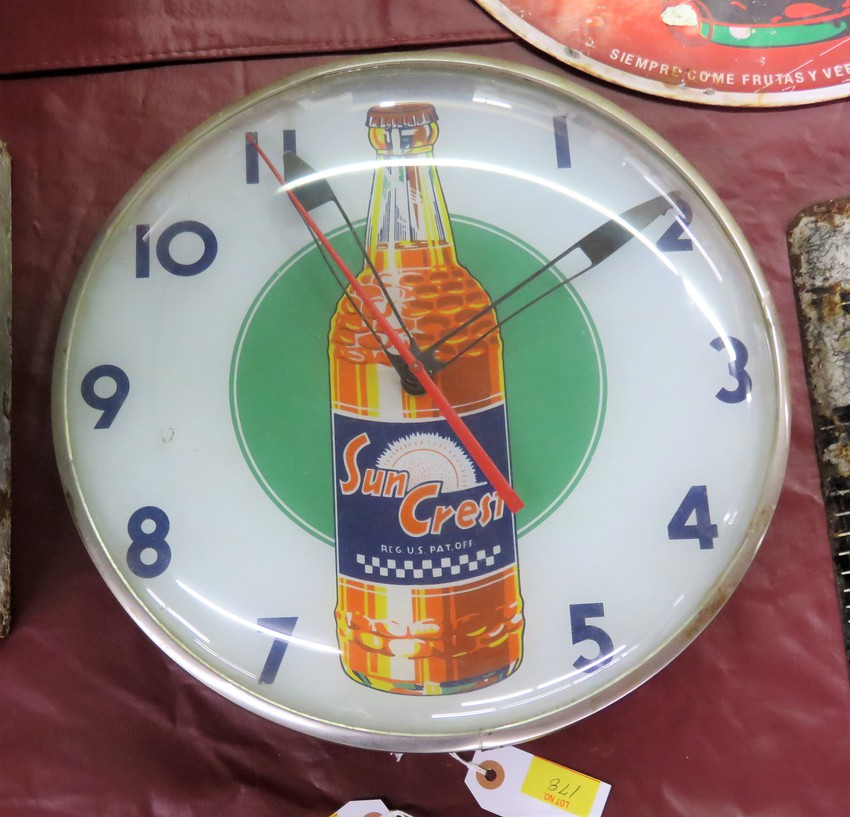 SIEMPRE COME FRUTAS Y VER
11
1
10
2
9
3
8
4
7
5
Sun
Crest
REG. U.S. PAT. OFF.
LOT NO.
178